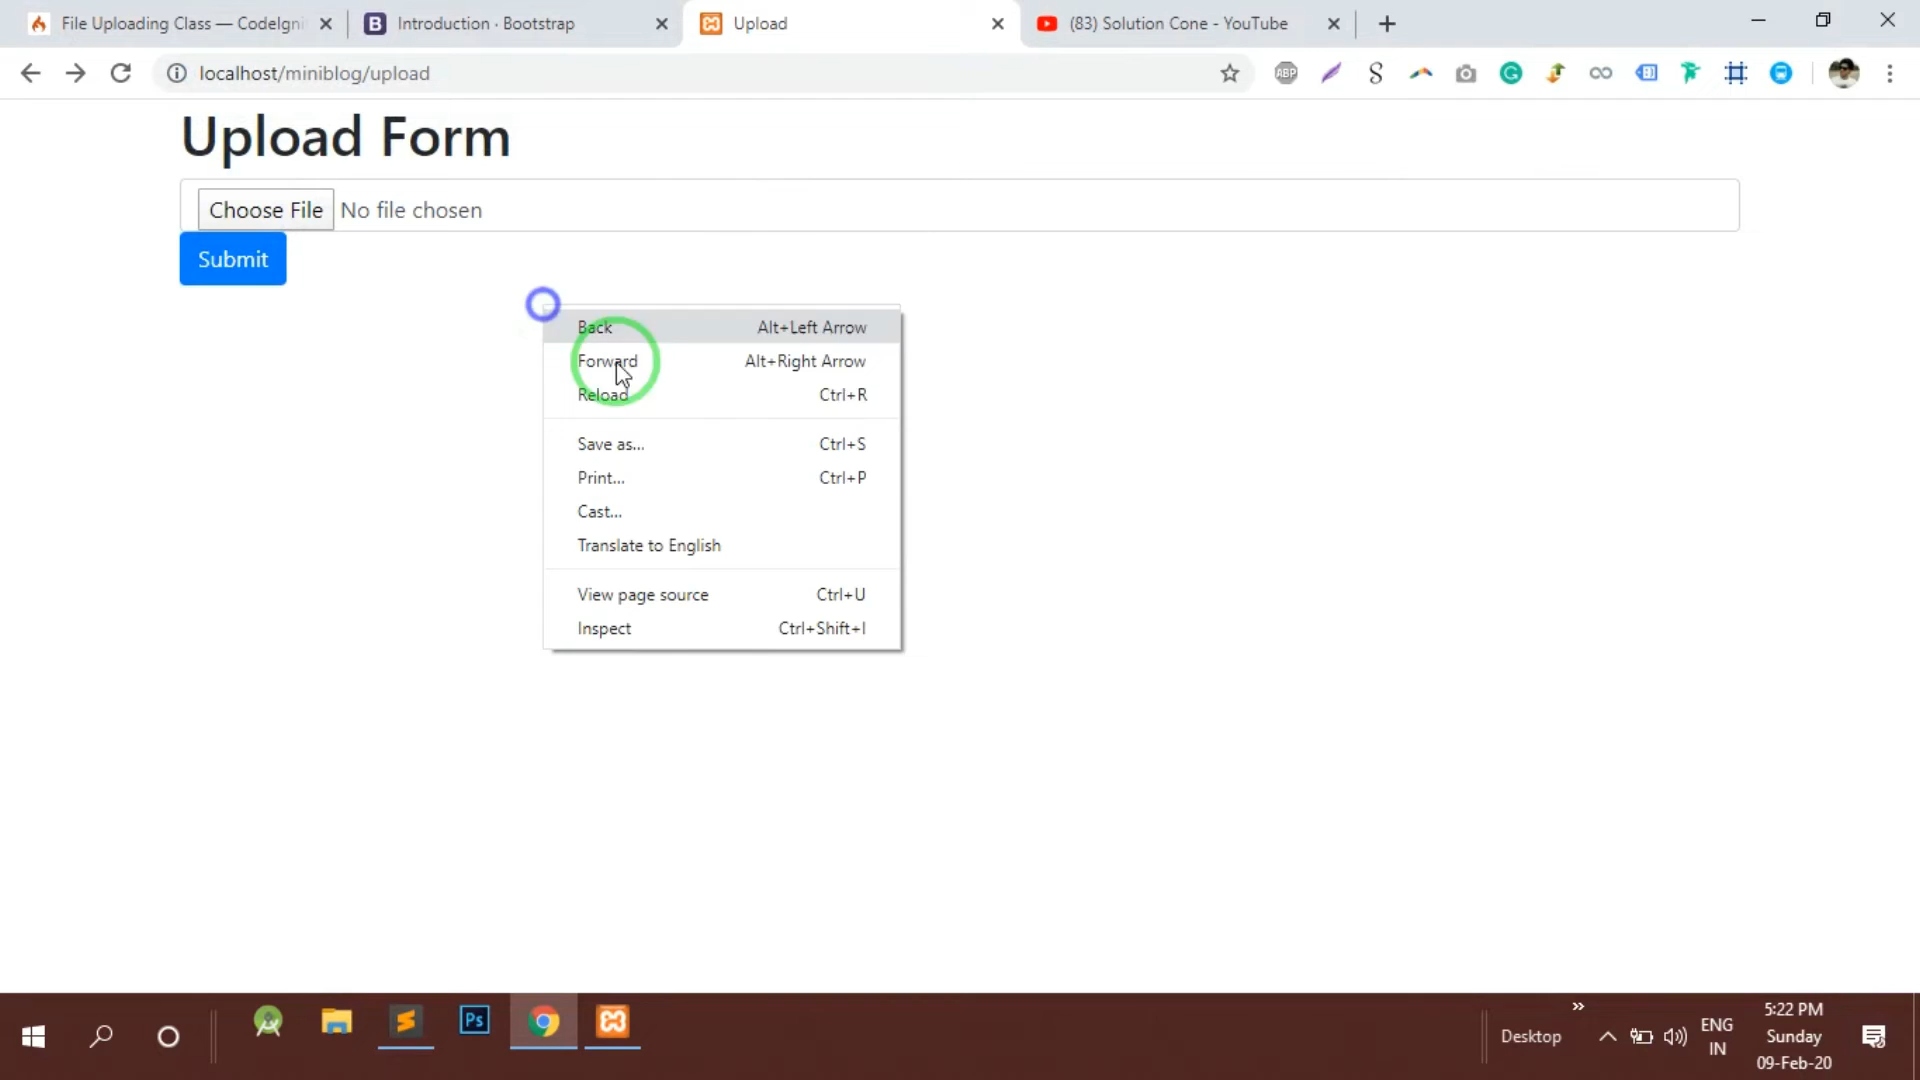 File Uploading Class — CodeIgni
Introduction · Bootstrap
Upload
(83) Solution Cone - YouTube
localhost/miniblog/upload
ABP
Upload Form
Choose File No file chosen
Submit
Back Alt+Left Arrow
Forward Alt+Right Arrow
Reload Ctrl+R
Save as... Ctrl+S
Print... Ctrl+P
Cast...
Translate to English
View page source Ctrl+U
Inspect Ctrl+Shift+I
Ps
Desktop
ENG
IN
5:22 PM
Sunday
09-Feb-20